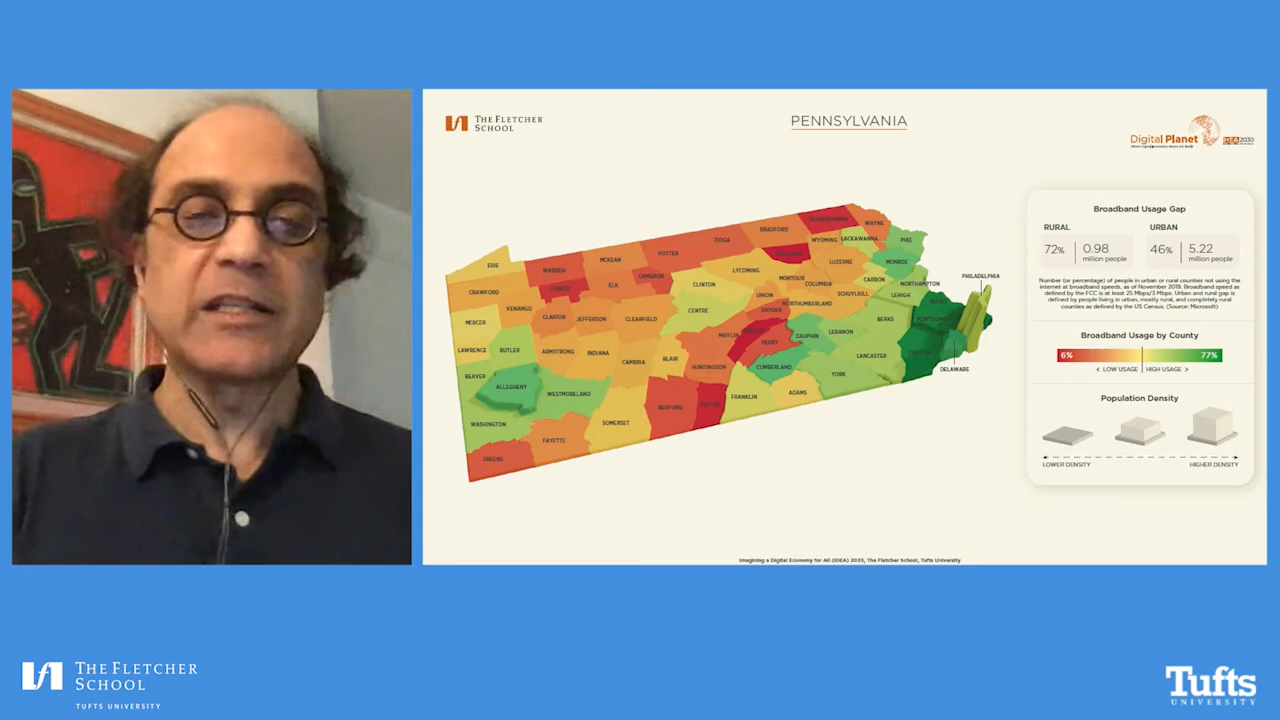 THE FLETCHER
SCHOOL
PENNSYLVANIA
Digital Planet
2030
Broadband Usage Gap
RURAL
URBAN
72%
0.98
million people
46%
5.22
million people
Number (or percentage) of people in urban or rural counties not using the
internet at broadband speeds, as of November 2019. Broadband speed as
defined by the FCC is at least 25 Mbps/3 Mbps. Urban and rural gap is
defined by people living in urban, mostly rural, and completely rural
counties as defined by the US Census. (Source: Microsoft)
Broadband Usage by County
6%
77%
< LOW USAGE
HIGH USAGE >
Population Density
LOWER DENSITY
HIGHER DENSITY
WAYNE
BRADFORD
TIOGA
WYOMING
LACKAWANNA
PIKE
POTTER
MCKEAN
ERIE
WARREN
LUZERNE
MONROE
CAMERON
LYCOMING
MONTOUR
CARBON
PHILADELPHIA
FOREST
ELK
CLINTON
COLUMBIA
NORTHAMPTON
CRAWFORD
UNION
SCHUYLKILL
LEHIGH
BUCKS
VENANGO
CENTRE
SNYDER
NORTHUMBERLAND
MERCER
CLARION
JEFFERSON
CLEARFIELD
BERKS
MONTGOMERY
MIFFLIN
PERRY
DAUPHIN
LEBANON
LAWRENCE
BUTLER
ARMSTRONG
INDIANA
CAMBRIA
BLAIR
HUNTINGDON
CUMBERLAND
LANCASTER
CHESTER
DELAWARE
BEAVER
ALLEGHENY
WESTMORELAND
YORK
FRANKLIN
ADAMS
BEDFORD
FULTON
WASHINGTON
SOMERSET
FAYETTE
GREENE
Imagining a Digital Economy for All (IDEA) 2030, The Fletcher School, Tufts University
THE FLETCHER
SCHOOL
TUFTS UNIVERSITY
Tufts
UNIVERSITY